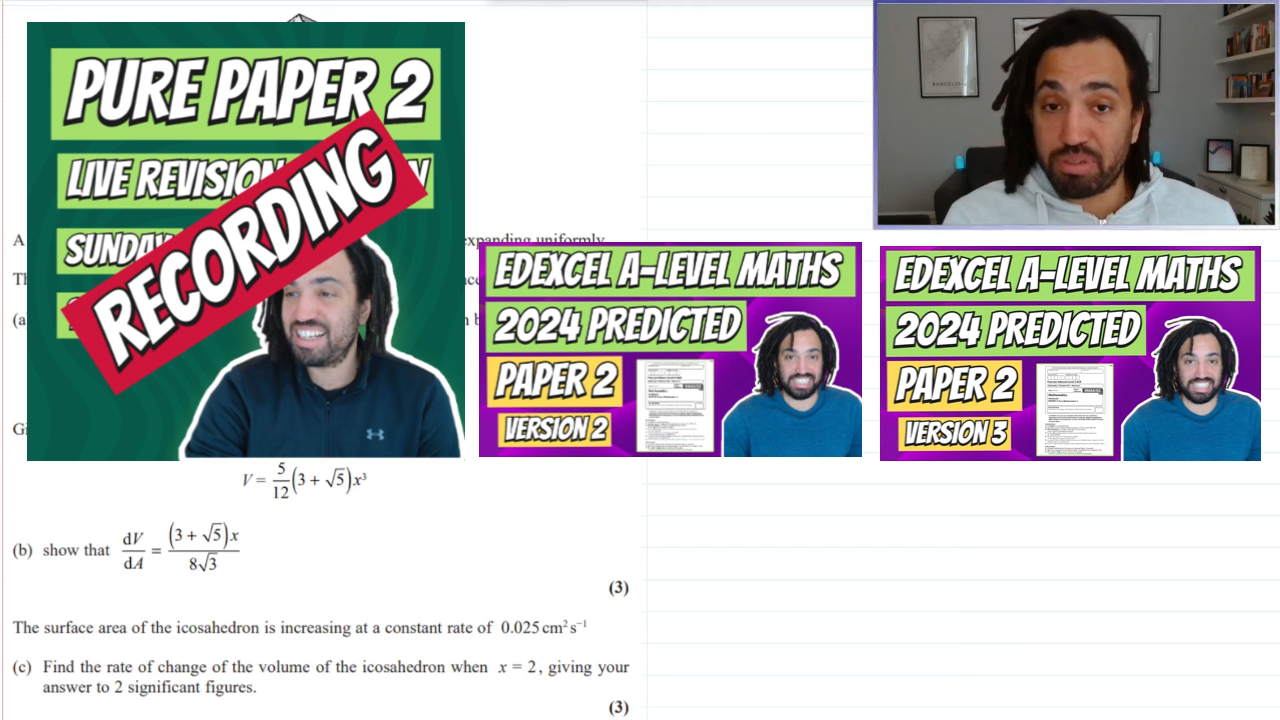 PURE PAPER 2
LIVE REVISION
RECORDING
A
expanding uniformly
(a
V = 5/12 (3 + √5) x³
(b) show that dV/dA = (3 + √5) x / 8√3
(3)
The surface area of the icosahedron is increasing at a constant rate of 0.025 cm² s⁻¹
(c) Find the rate of change of the volume of the icosahedron when x = 2, giving your
answer to 2 significant figures.
(3)
EDEXCEL A-LEVEL MATHS
2024 PREDICTED
PAPER 2
VERSION 2
EDEXCEL A-LEVEL MATHS
2024 PREDICTED
PAPER 2
VERSION 3
BARCELONA